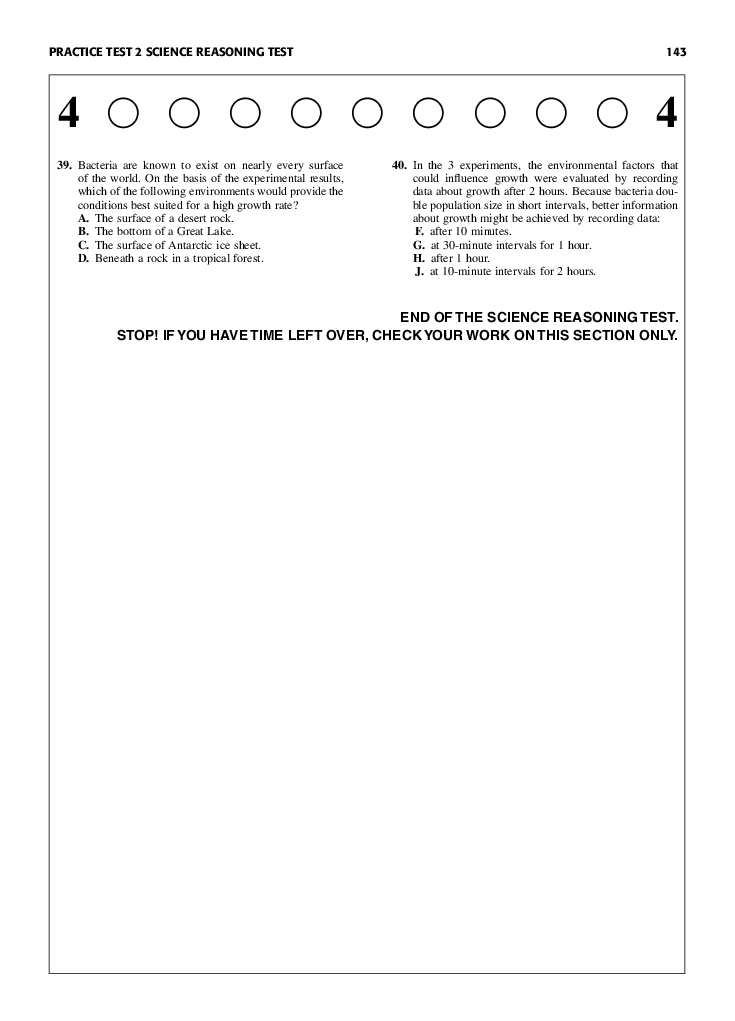 PRACTICE TEST 2 SCIENCE REASONING TEST 143
4 4
39. Bacteria are known to exist on nearly every surface
of the world. On the basis of the experimental results,
which of the following environments would provide the
conditions best suited for a high growth rate?
A. The surface of a desert rock.
B. The bottom of a Great Lake.
C. The surface of Antarctic ice sheet.
D. Beneath a rock in a tropical forest.
40. In the 3 experiments, the environmental factors that
could influence growth were evaluated by recording
data about growth after 2 hours. Because bacteria dou-
ble population size in short intervals, better information
about growth might be achieved by recording data:
F. after 10 minutes.
G. at 30-minute intervals for 1 hour.
H. after 1 hour.
J. at 10-minute intervals for 2 hours.
END OF THE SCIENCE REASONING TEST.
STOP! IF YOU HAVE TIME LEFT OVER, CHECK YOUR WORK ON THIS SECTION ONLY.